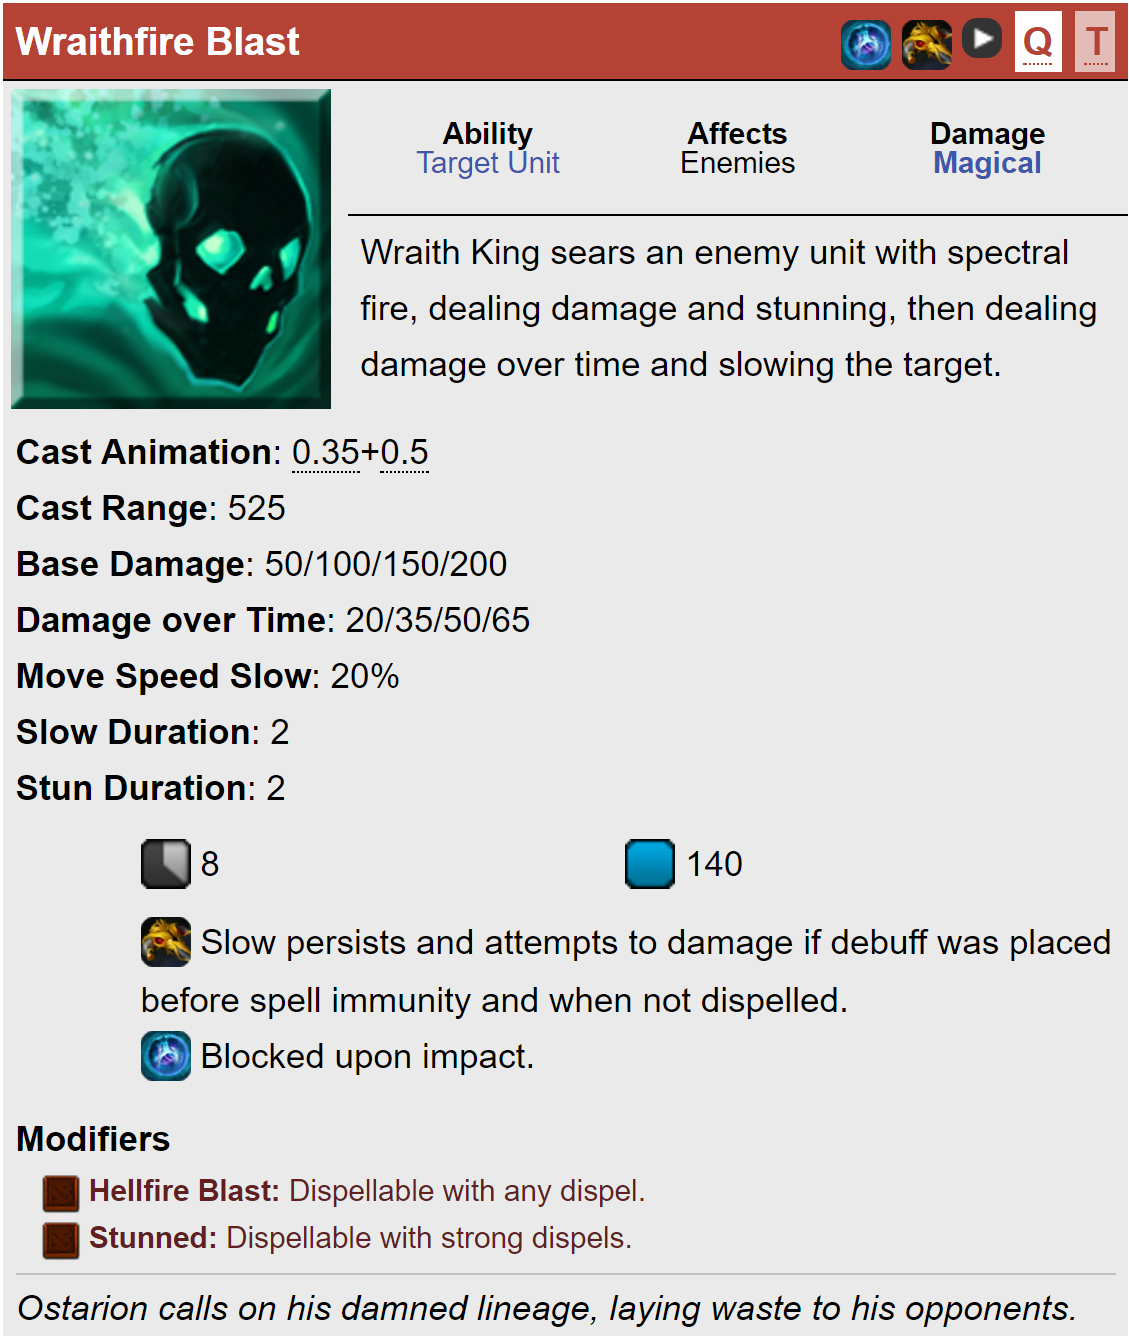 Wraithfire Blast Q T
Ability Affects Damage
Target Unit Enemies Magical
Wraith King sears an enemy unit with spectral
fire, dealing damage and stunning, then dealing
damage over time and slowing the target.
Cast Animation: 0.35+0.5
Cast Range: 525
Base Damage: 50/100/150/200
Damage over Time: 20/35/50/65
Move Speed Slow: 20%
Slow Duration: 2
Stun Duration: 2
8 140
Slow persists and attempts to damage if debuff was placed
before spell immunity and when not dispelled.
Blocked upon impact.
Modifiers
Hellfire Blast: Dispellable with any dispel.
Stunned: Dispellable with strong dispels.
Ostarion calls on his damned lineage, laying waste to his opponents.